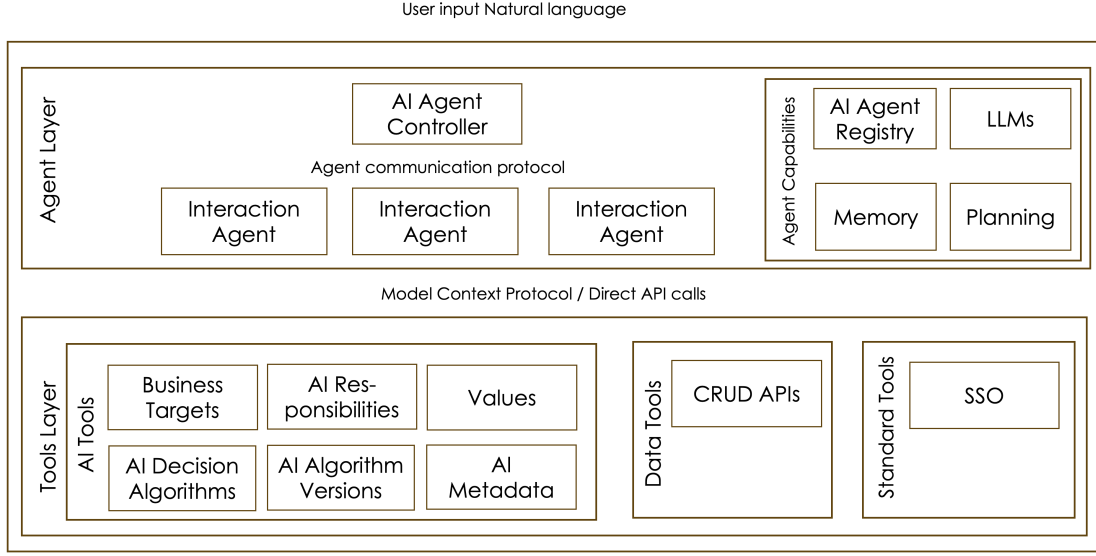 User input Natural language
Agent Layer
AI Agent
Controller
Agent communication protocol
Interaction
Agent
Interaction
Agent
Interaction
Agent
Agent Capabilities
AI Agent
Registry
LLMs
Memory
Planning
Model Context Protocol / Direct API calls
Tools Layer
AI Tools
Business
Targets
AI Res-
ponsibilities
Values
AI Decision
Algorithms
AI Algorithm
Versions
AI
Metadata
Data Tools
CRUD APIs
Standard Tools
SSO